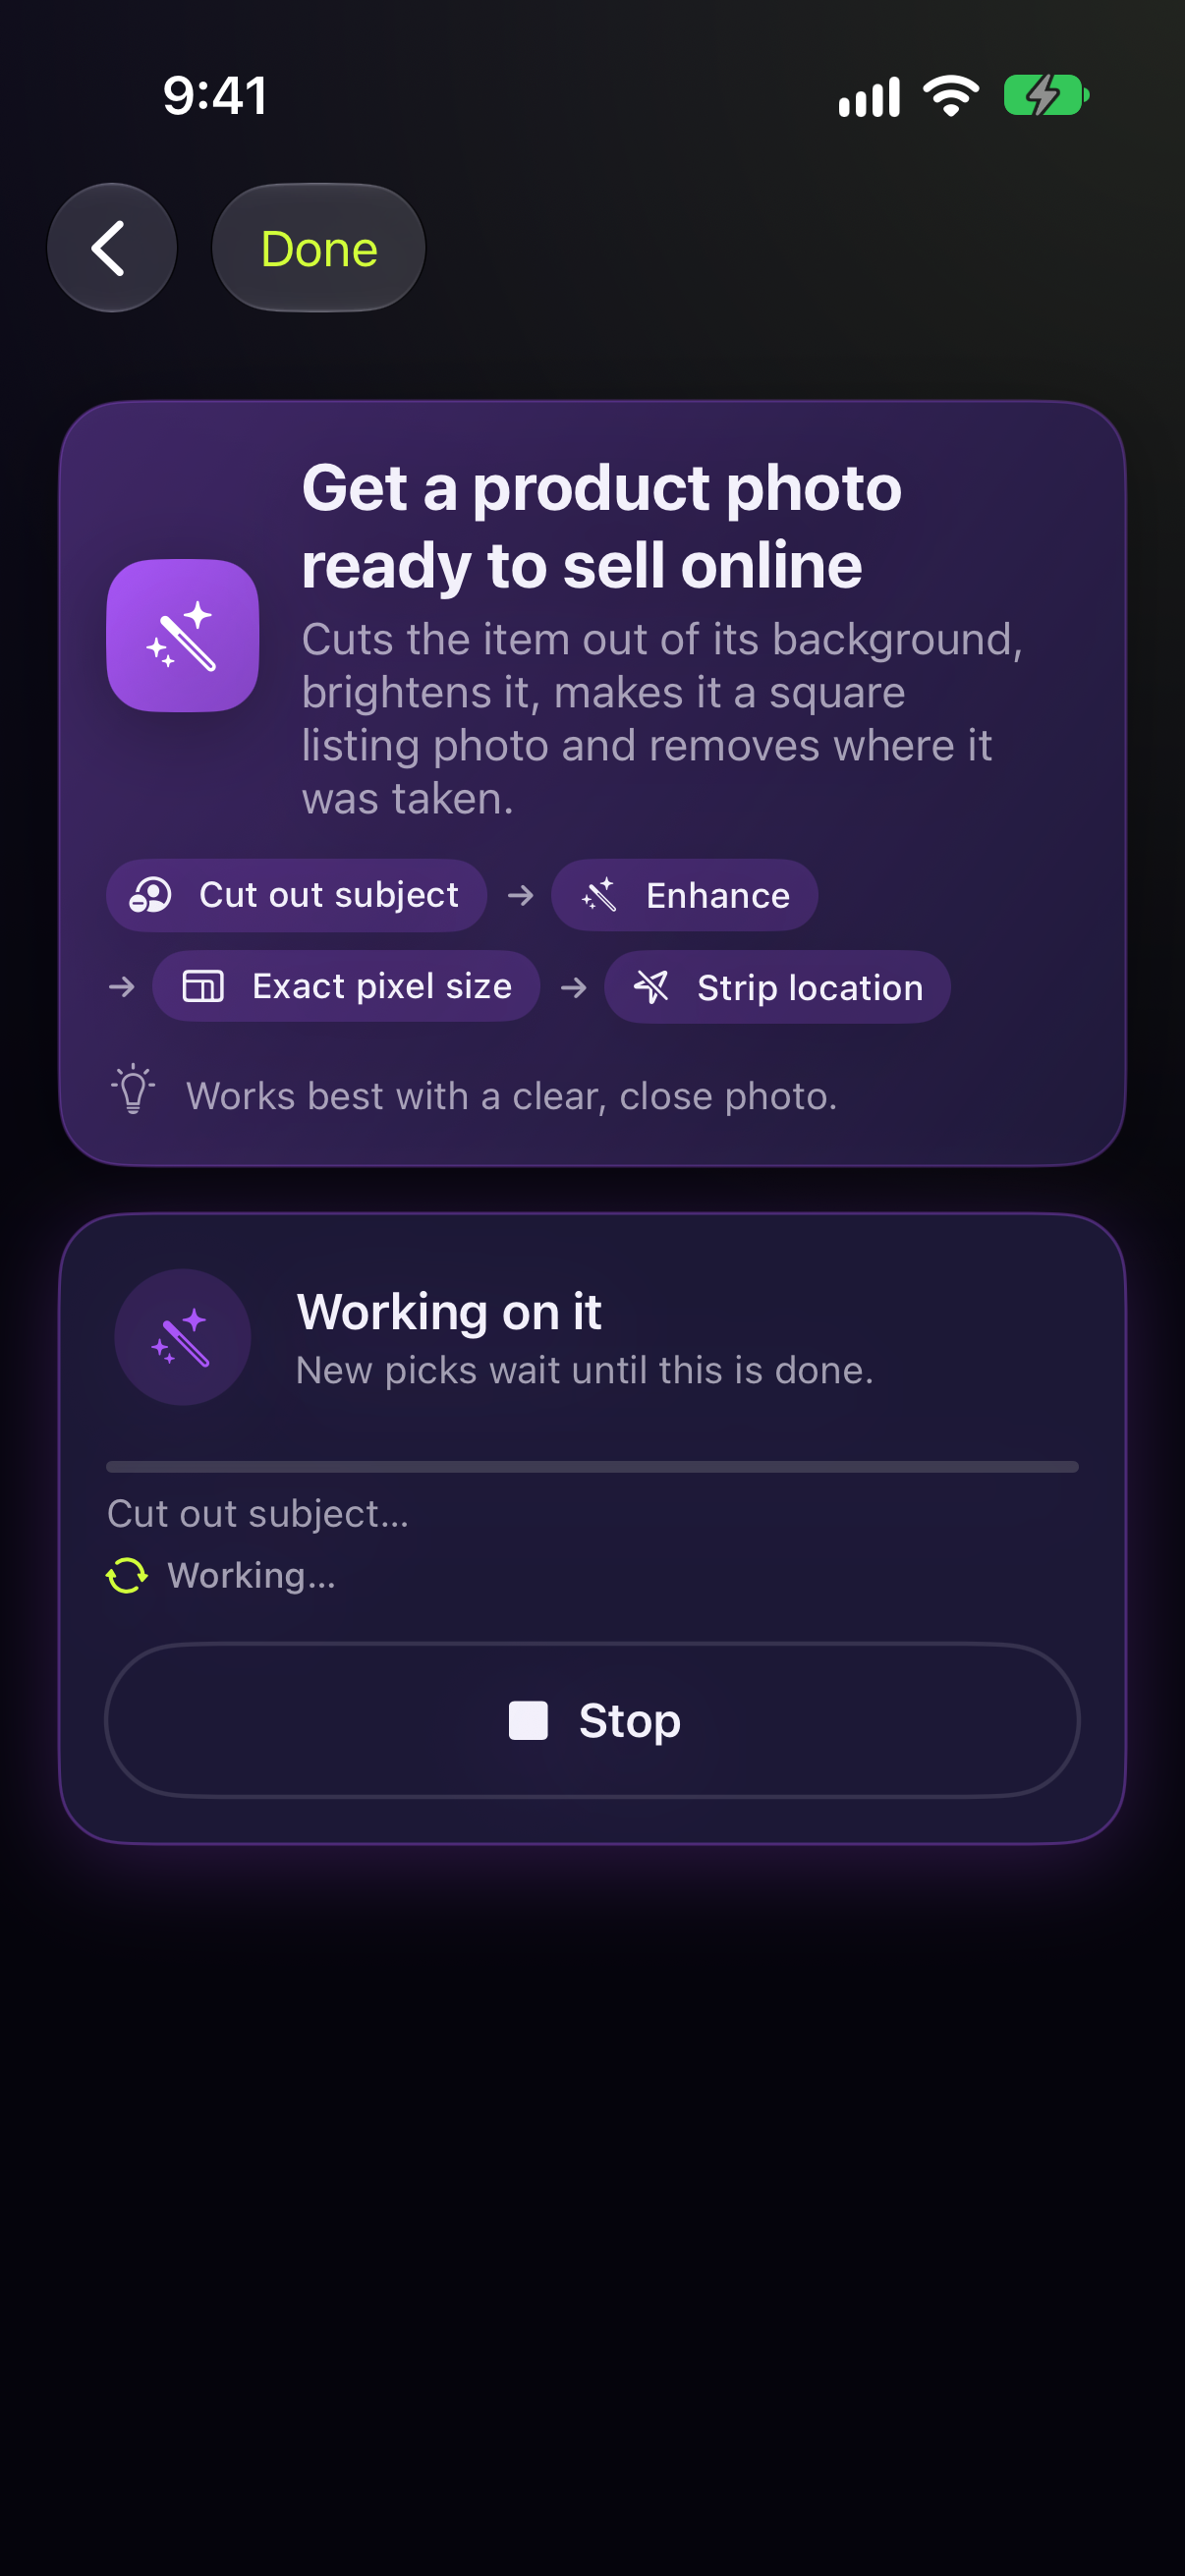 9:41
Done
Get a product photo
ready to sell online
Cuts the item out of its background,
brightens it, makes it a square
listing photo and removes where it
was taken.
Cut out subject → Enhance
→ Exact pixel size → Strip location
Works best with a clear, close photo.
Working on it
New picks wait until this is done.
Cut out subject...
Working...
Stop